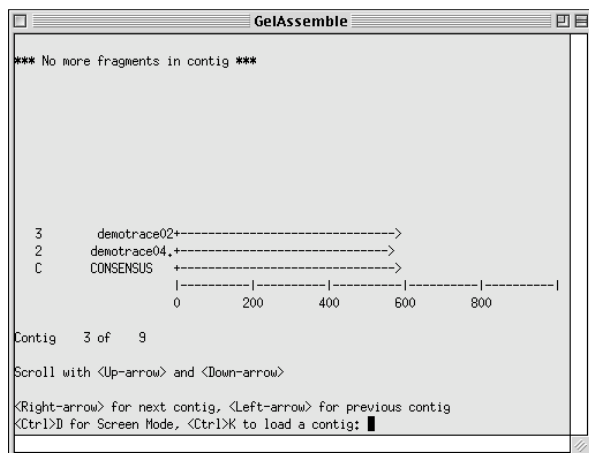 GelAssemble
*** No more fragments in contig ***
3 demotrace02+----------------------------->
2 demotrace04.+---------------------------->
C CONSENSUS +----------------------------->
|---------|---------|---------|---------|---------|
0 200 400 600 800
Contig 3 of 9
Scroll with <Up-arrow> and <Down-arrow>
<Right-arrow> for next contig, <Left-arrow> for previous contig
<Ctrl>D for Screen Mode, <Ctrl>K to load a contig: